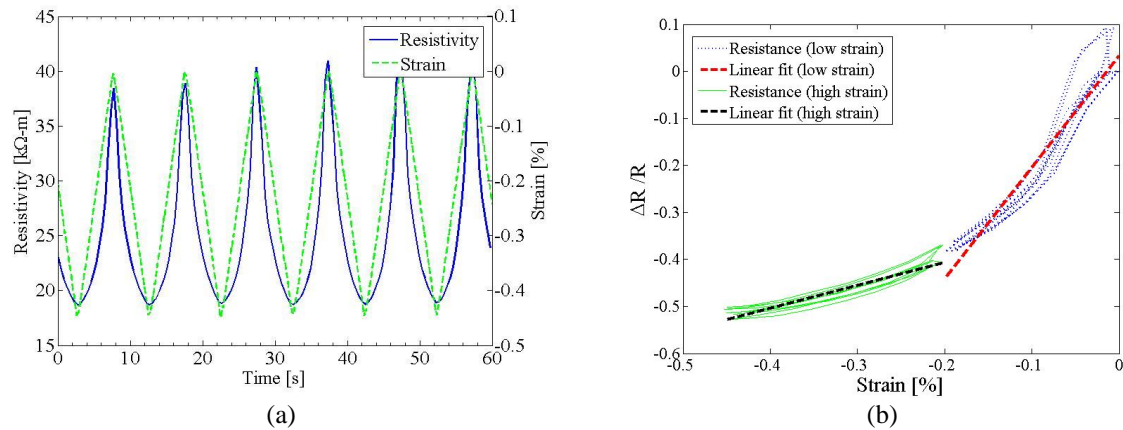 45
40
35
30
25
20
15
Resistivity [kΩ-m]
0.1
0
-0.1
-0.2
-0.3
-0.4
-0.5
Strain [%]
Resistivity
Strain
0 10 20 30 40 50 60
Time [s]
(a)
0.1
0
-0.1
-0.2
-0.3
-0.4
-0.5
-0.6
ΔR /R
Resistance (low strain)
Linear fit (low strain)
Resistance (high strain)
Linear fit (high strain)
-0.5 -0.4 -0.3 -0.2 -0.1 0
Strain [%]
(b)